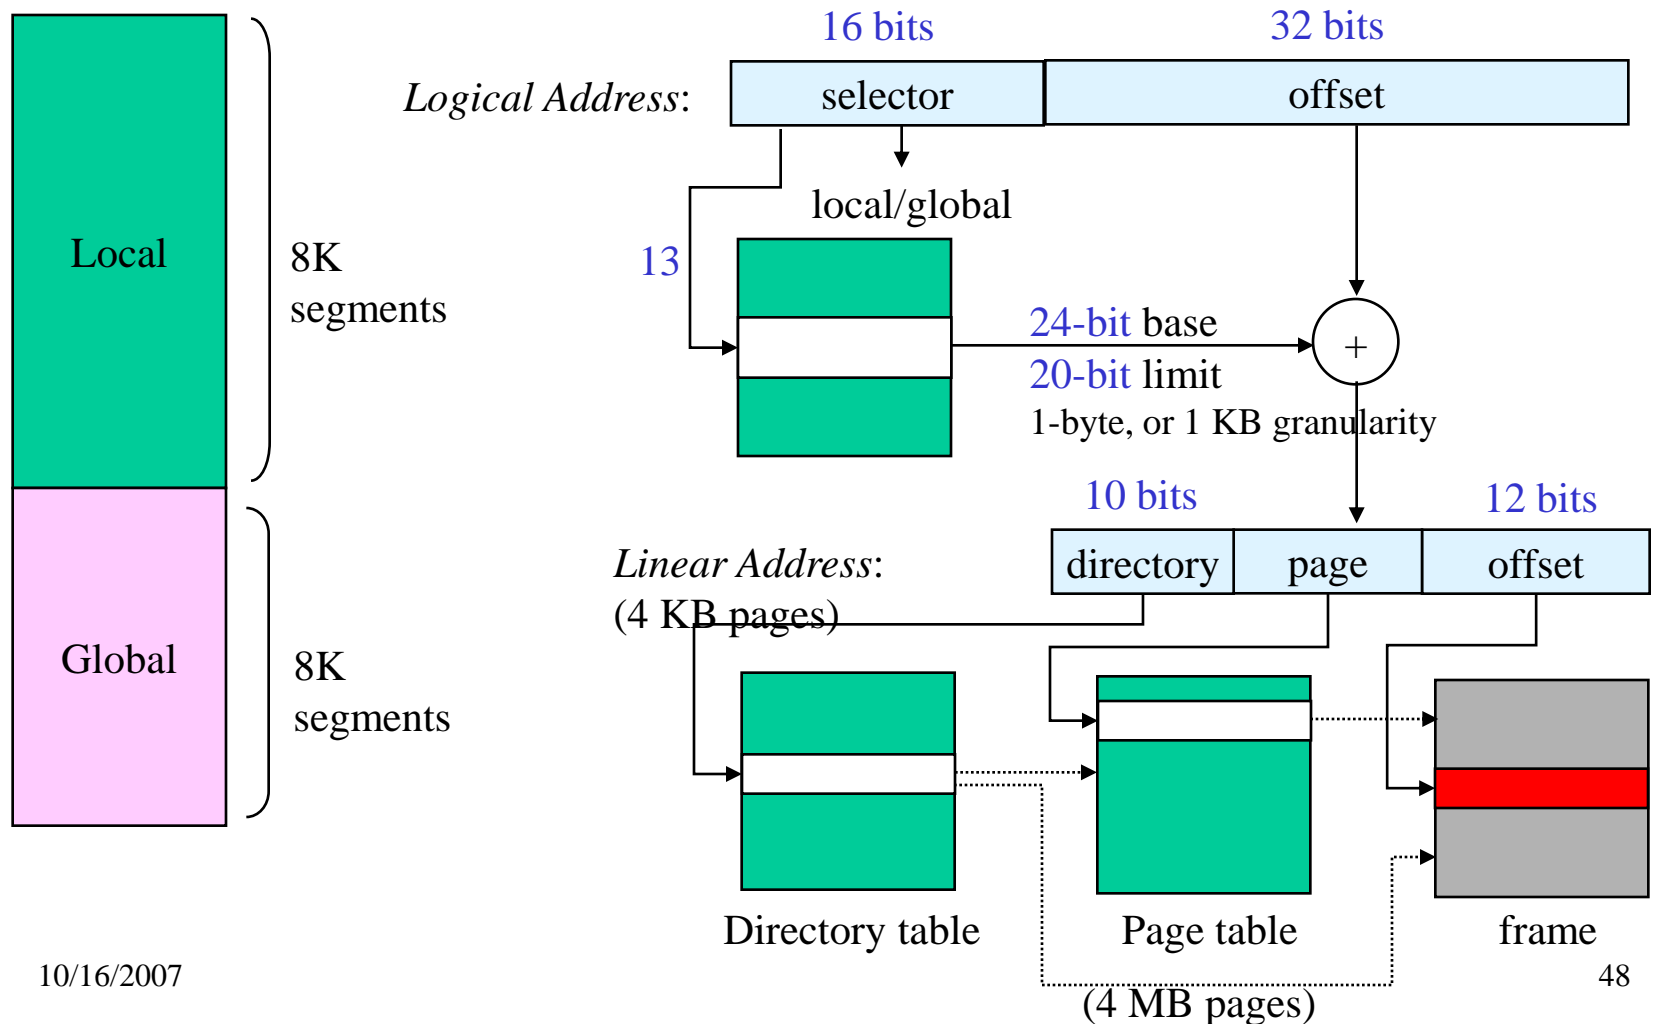 16 bits
32 bits
Logical Address:
selector
offset
local/global
Local
8K
segments
13
24-bit base
20-bit limit
1-byte, or 1 KB granularity
+
10 bits
12 bits
Linear Address:
(4 KB pages)
directory
page
offset
Global
8K
segments
Directory table
Page table
frame
(4 MB pages)
10/16/2007
48